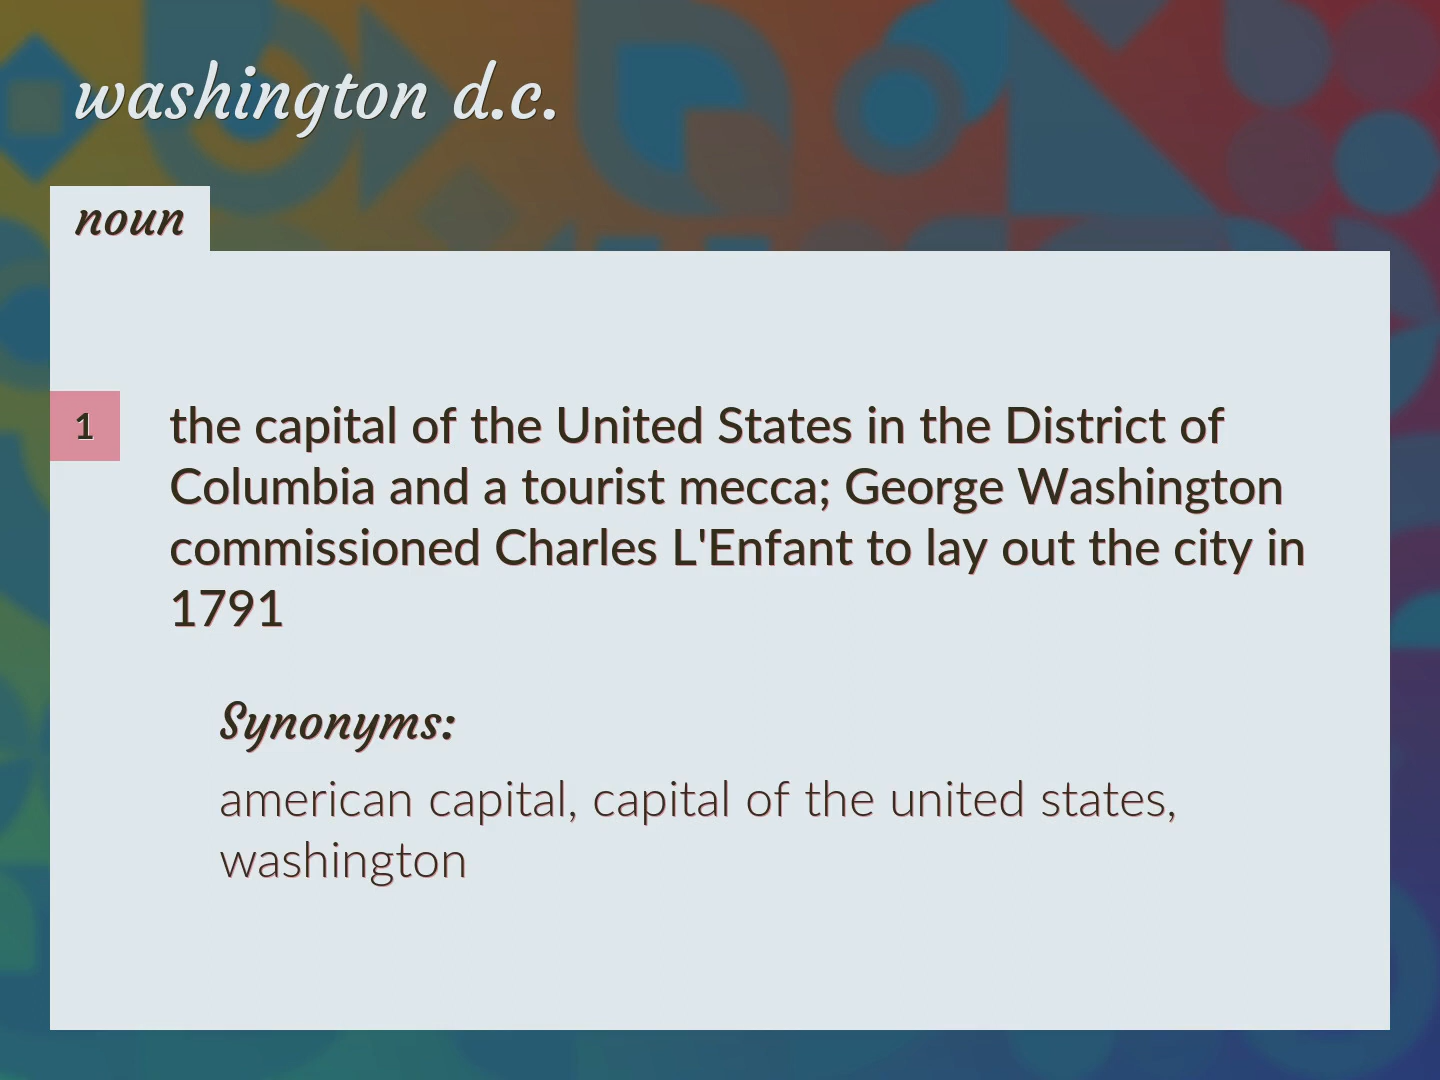 washington d.c.
noun
1
the capital of the United States in the District of
Columbia and a tourist mecca; George Washington
commissioned Charles L'Enfant to lay out the city in
1791
Synonyms:
american capital, capital of the united states,
washington